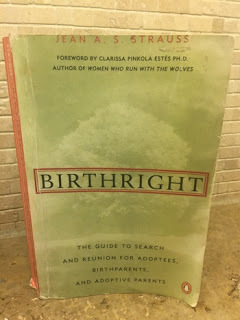 JEAN A. S. STRAUSS
FOREWORD BY CLARISSA PINKOLA ESTÉS PH.D.
AUTHOR OF WOMEN WHO RUN WITH THE WOLVES
BIRTHRIGHT
THE GUIDE TO SEARCH
AND REUNION FOR ADOPTEES,
BIRTHPARENTS,
AND ADOPTIVE PARENTS